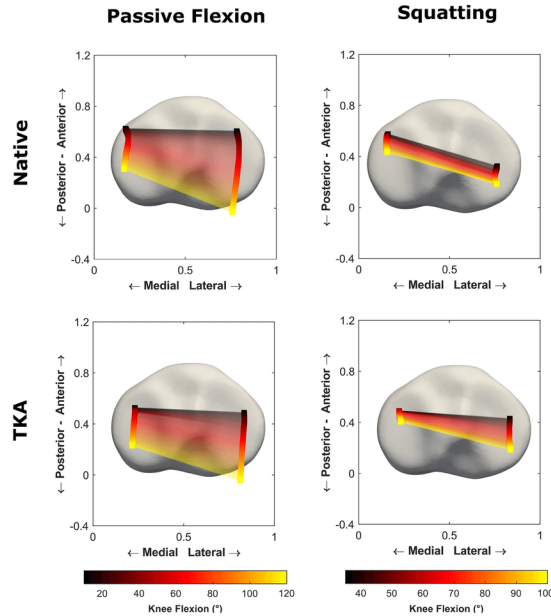 Passive Flexion Squatting
Native
1.2 1.2
0.8 0.8
0.4 0.4
0 0
-0.4 -0.4
0 0.5 1 0 0.5 1
← Posterior - Anterior → ← Posterior - Anterior →
← Medial Lateral → ← Medial Lateral →
TKA
1.2 1.2
0.8 0.8
0.4 0.4
0 0
-0.4 -0.4
0 0.5 1 0 0.5 1
← Posterior - Anterior → ← Posterior - Anterior →
← Medial Lateral → ← Medial Lateral →
20 40 60 80 100 120 40 50 60 70 80 90 100
Knee Flexion (°) Knee Flexion (°)